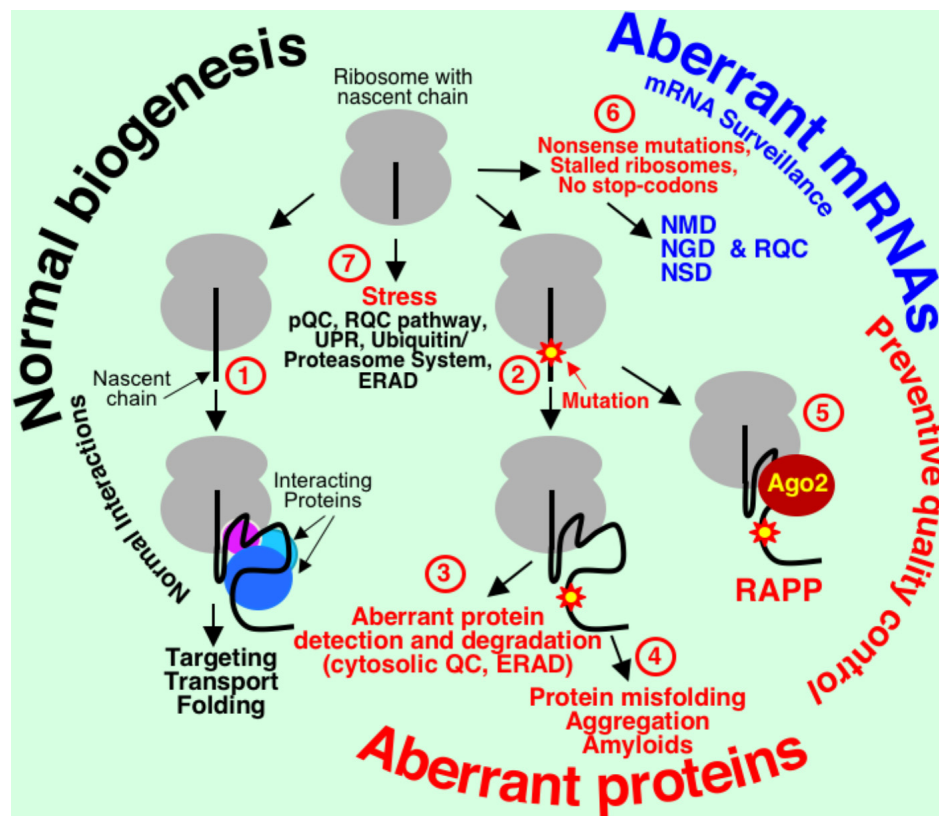 Normal biogenesis
Ribosome with
nascent chain
Aberrant mRNAs
mRNA Surveillance
6
Nonsense mutations,
Stalled ribosomes,
No stop-codons
NMD
NGD & RQC
NSD
7
Stress
pQC, RQC pathway,
UPR, Ubiquitin/
Proteasome System,
ERAD
Nascent
chain
1
2
Mutation
5
Ago2
RAPP
Preventive quality control
Normal Interactions
Interacting
Proteins
Targeting
Transport
Folding
3
Aberrant protein
detection and degradation
(cytosolic QC, ERAD)
4
Protein misfolding
Aggregation
Amyloids
Aberrant proteins